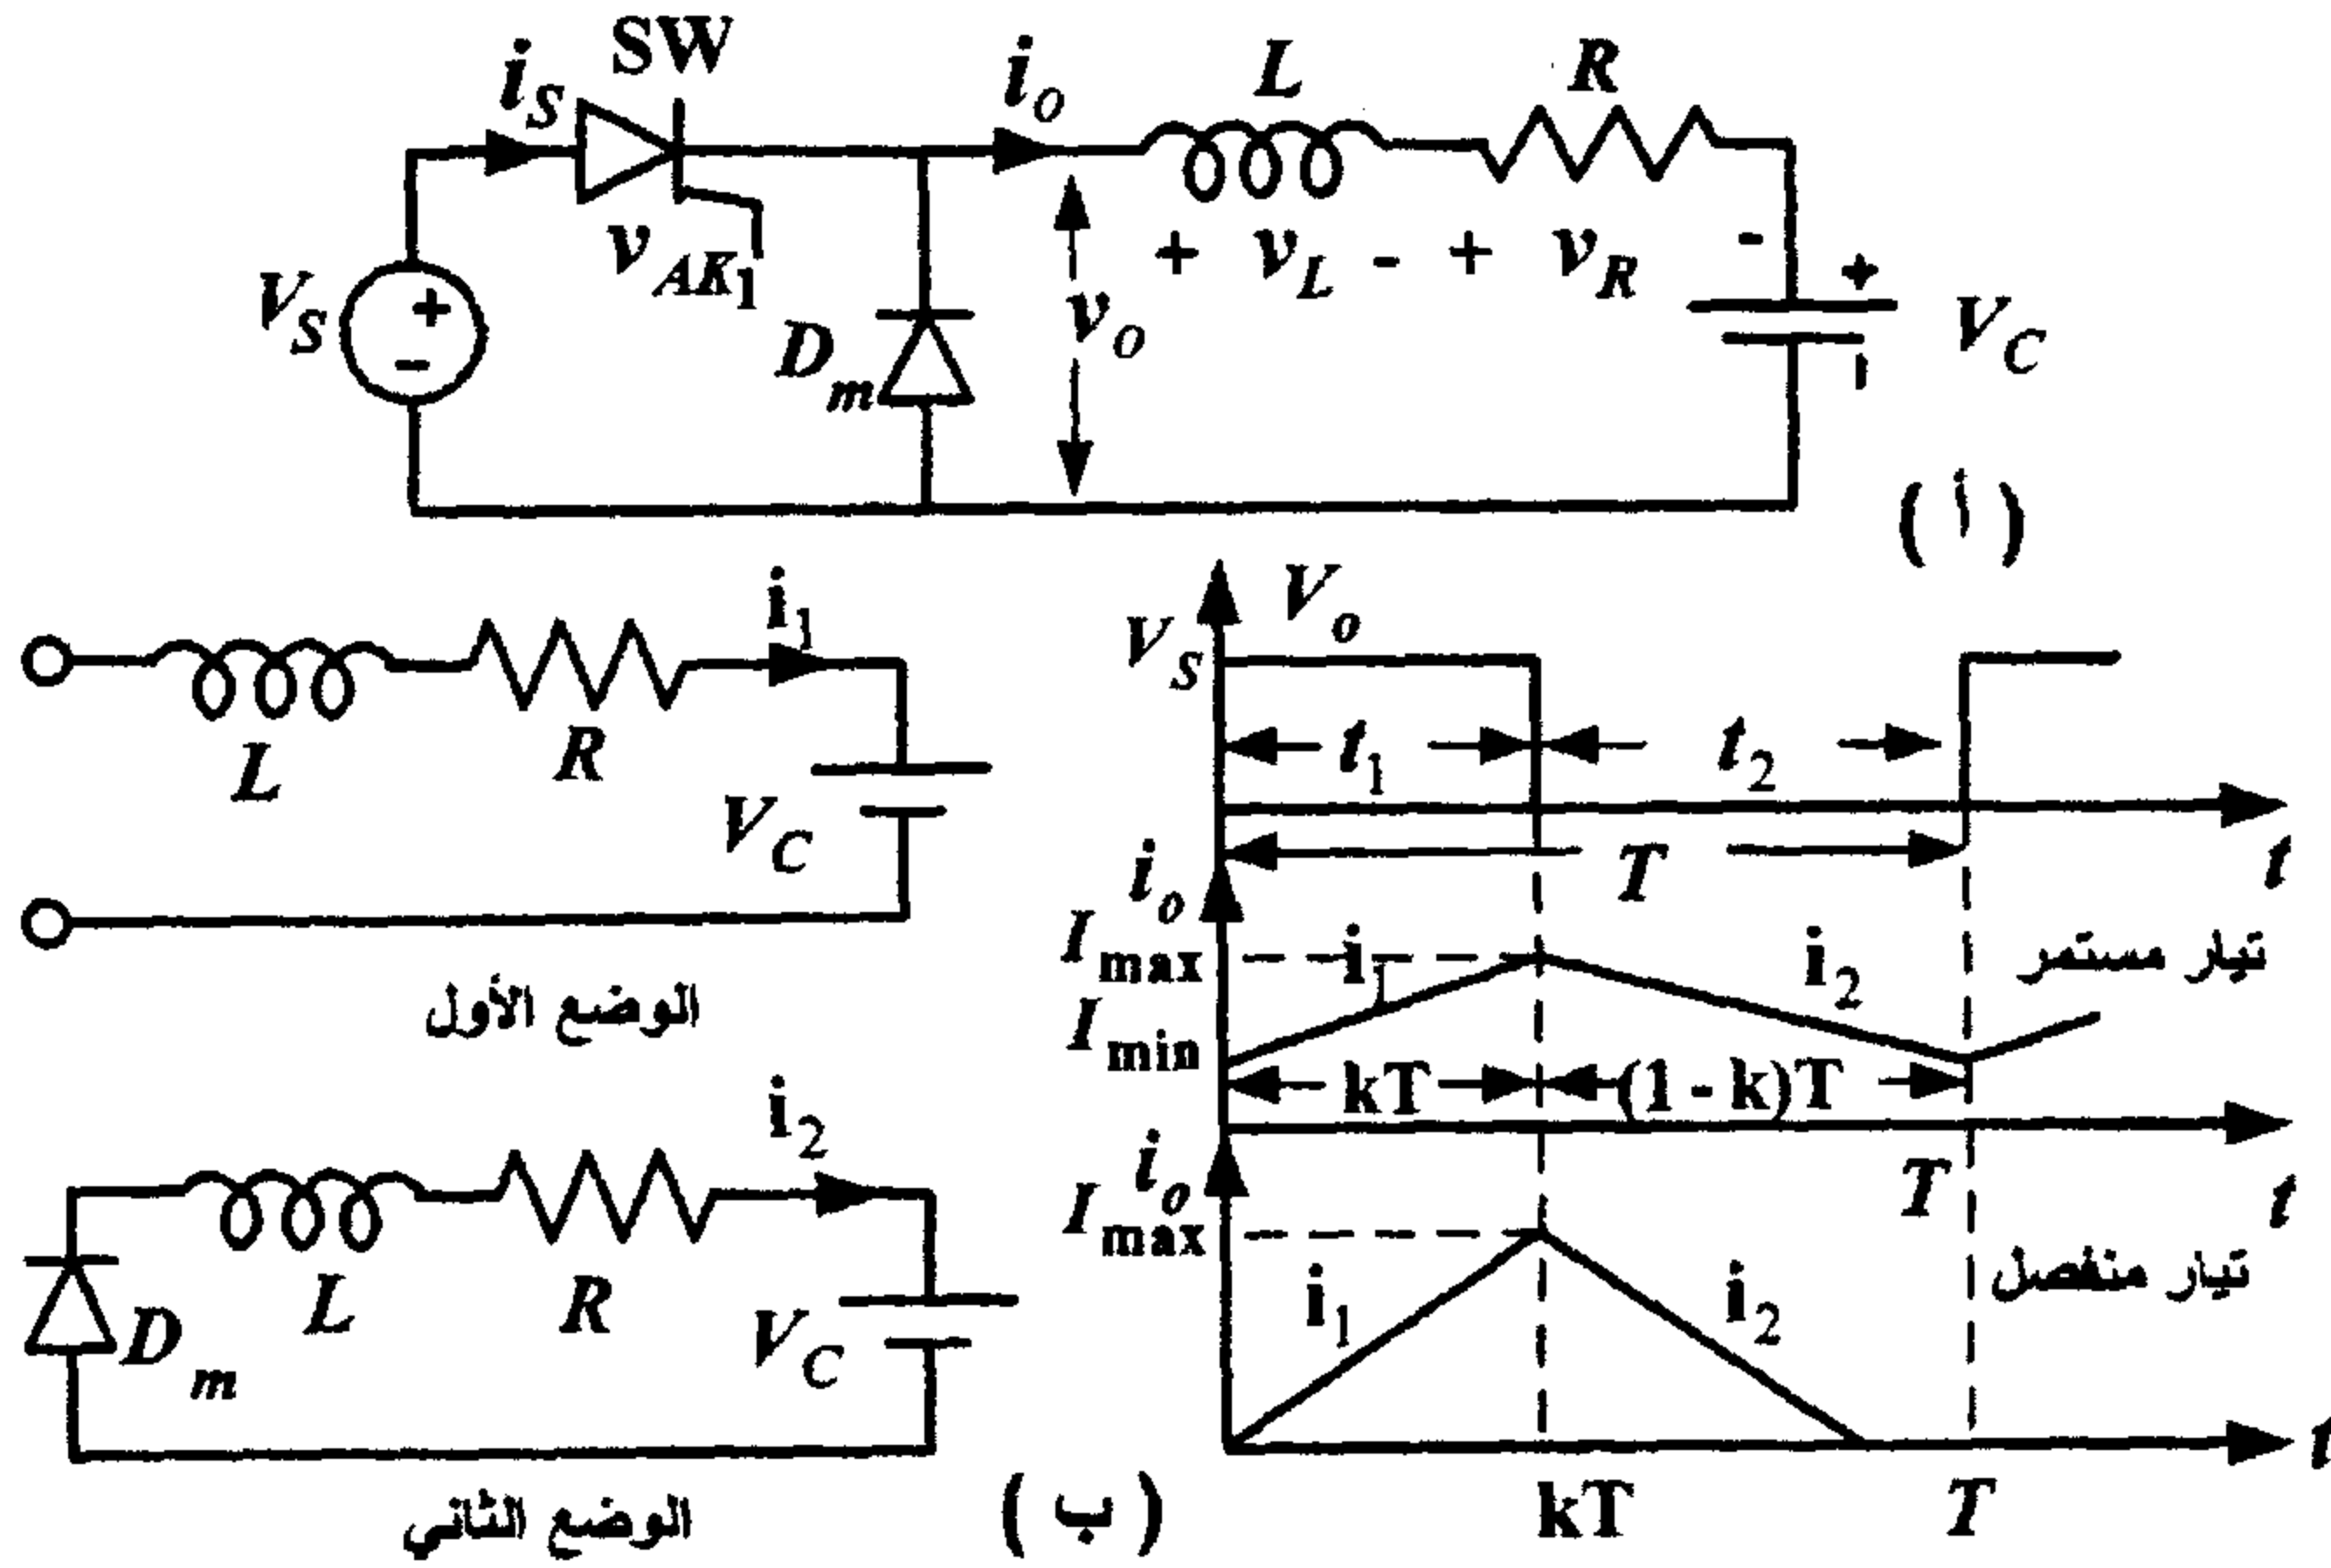 i_S SW i_o L R
V_S + - v_AK1 D_m v_o + v_L - + v_R - + V_C
( أ )
i_1
L R V_C
الوضع الأول
i_2
D_m L R V_C
الوضع الثاني
( ب )
V_S V_o
t_1 t_2
T t
i_o
I_max i_1 i_2 تيار مستمر
I_min
kT (1 - k)T
T t
i_o
I_max
i_1 i_2 تيار منفصل
kT T t